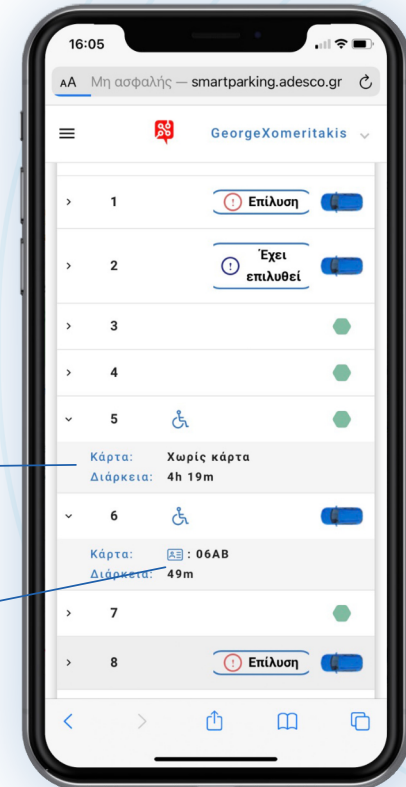 16:05
AA Μη ασφαλής — smartparking.adesco.gr
GeorgeXomeritakis
1 Επίλυση
2 Έχει
επιλυθεί
3
4
5
Κάρτα: Χωρίς κάρτα
Διάρκεια: 4h 19m
6
Κάρτα: : 06AB
Διάρκεια: 49m
7
8 Επίλυση